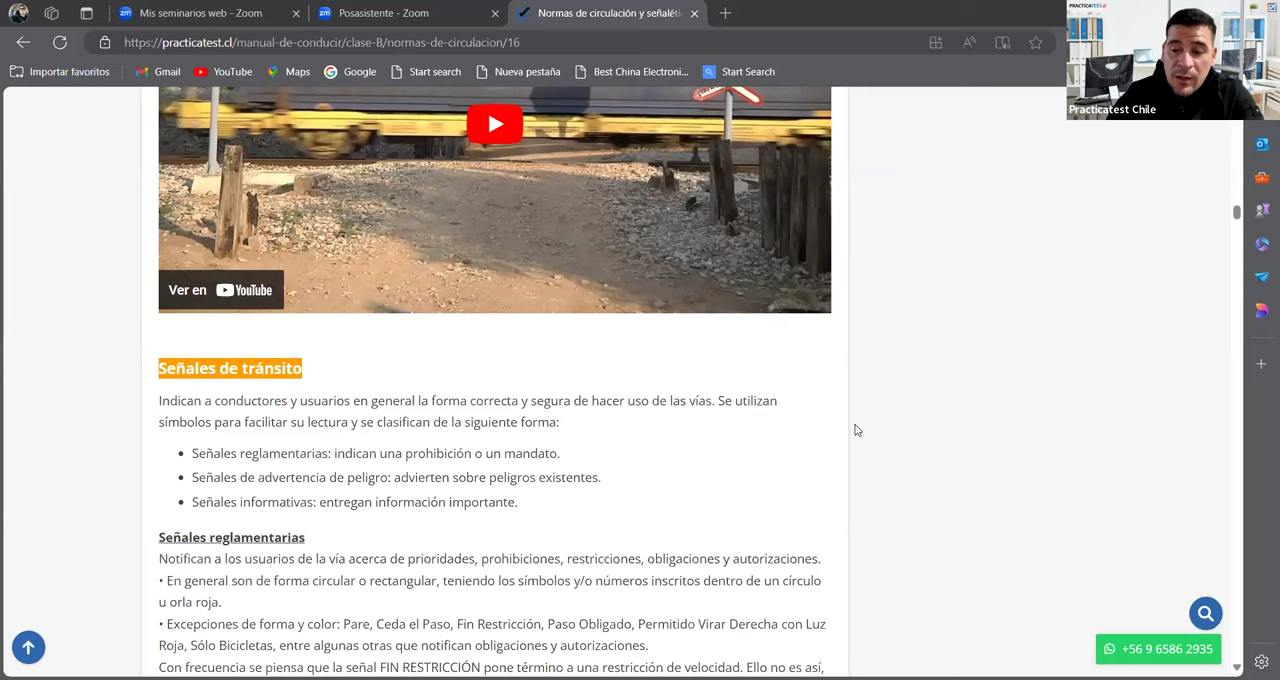 Mis seminarios web - Zoom
Posasistente - Zoom
Normas de circulación y señaléti
https://practicatest.cl/manual-de-conducir/clase-B/normas-de-circulacion/16
Importar favoritos
Gmail
YouTube
Maps
Google
Start search
Nueva pestaña
Best China Electroni...
Start Search
PRACTICATEST.cl
Practicatest Chile
Ver en YouTube
Señales de tránsito
Indican a conductores y usuarios en general la forma correcta y segura de hacer uso de las vías. Se utilizan
símbolos para facilitar su lectura y se clasifican de la siguiente forma:
• Señales reglamentarias: indican una prohibición o un mandato.
• Señales de advertencia de peligro: advierten sobre peligros existentes.
• Señales informativas: entregan información importante.
Señales reglamentarias
Notifican a los usuarios de la vía acerca de prioridades, prohibiciones, restricciones, obligaciones y autorizaciones.
• En general son de forma circular o rectangular, teniendo los símbolos y/o números inscritos dentro de un círculo
u orla roja.
• Excepciones de forma y color: Pare, Ceda el Paso, Fin Restricción, Paso Obligado, Permitido Virar Derecha con Luz
Roja, Sólo Bicicletas, entre algunas otras que notifican obligaciones y autorizaciones.
Con frecuencia se piensa que la señal FIN RESTRICCIÓN pone término a una restricción de velocidad. Ello no es así,
+56 9 6586 2935